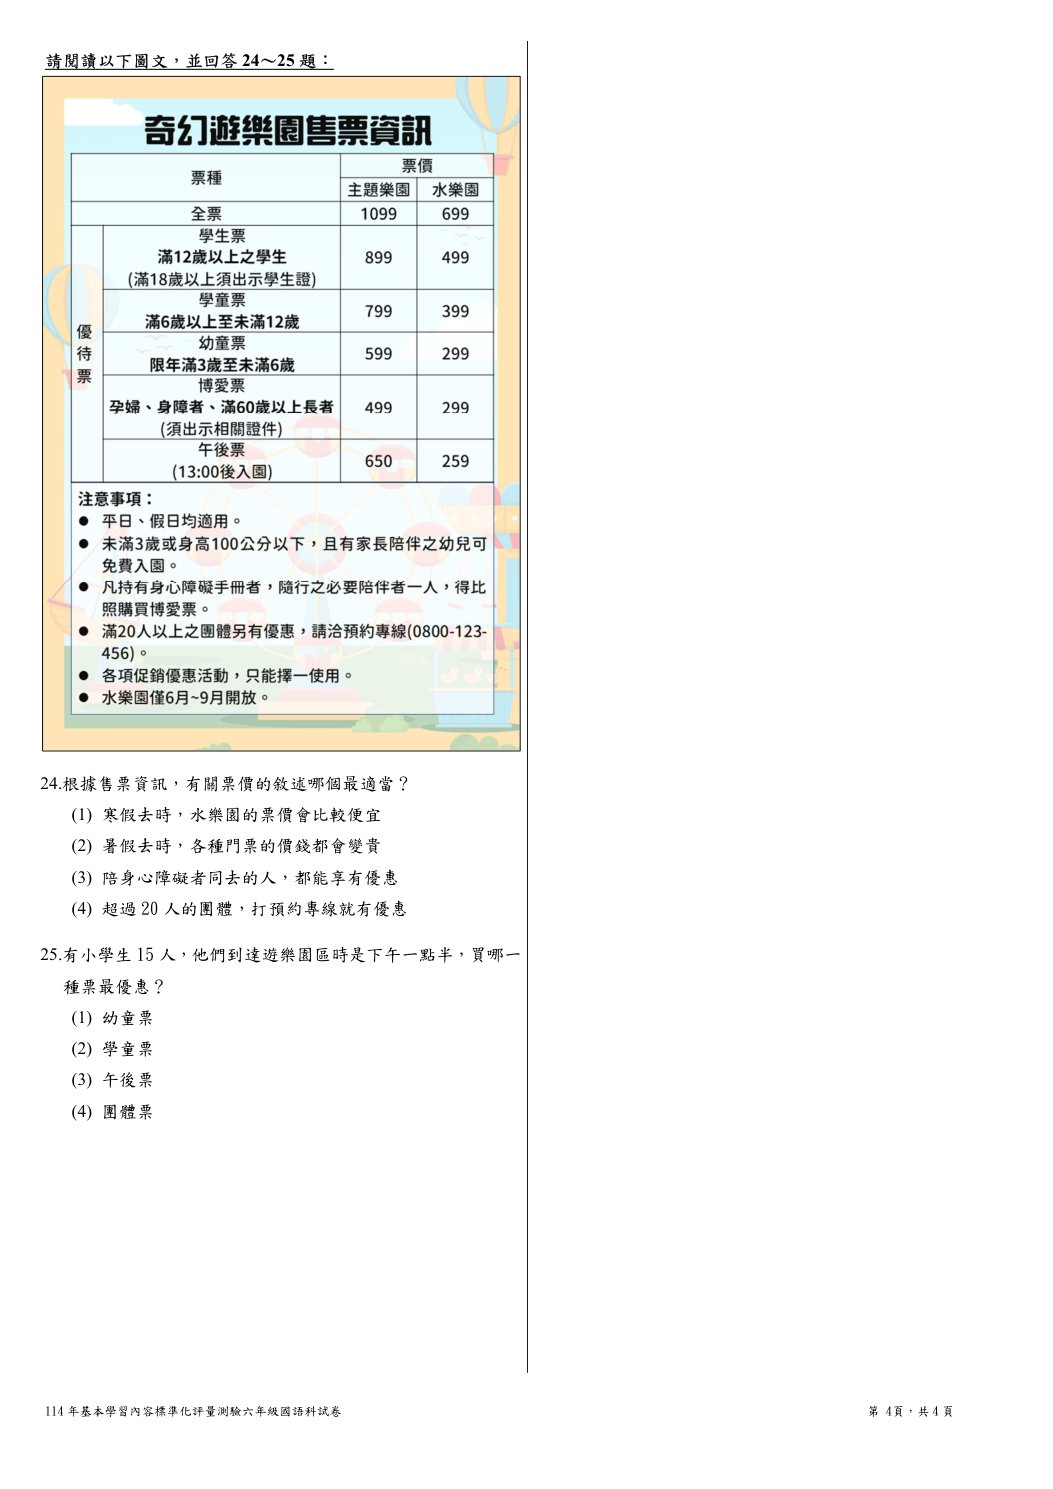 請閱讀以下圖文，並回答 24～25 題：
奇幻遊樂園售票資訊
票種
票價
主題樂園 水樂園
全票 1099 699
優待票
學生票
滿12歲以上之學生 899 499
(滿18歲以上須出示學生證)
學童票
滿6歲以上至未滿12歲 799 399
幼童票
限年滿3歲至未滿6歲 599 299
博愛票
孕婦、身障者、滿60歲以上長者 499 299
(須出示相關證件)
午後票
(13:00後入園) 650 259
注意事項：
● 平日、假日均適用。
● 未滿3歲或身高100公分以下，且有家長陪伴之幼兒可
免費入園。
● 凡持有身心障礙手冊者，隨行之必要陪伴者一人，得比
照購買博愛票。
● 滿20人以上之團體另有優惠，請洽預約專線(0800-123-
456)。
● 各項促銷優惠活動，只能擇一使用。
● 水樂園僅6月~9月開放。
24.根據售票資訊，有關票價的敘述哪個最適當？
(1) 寒假去時，水樂園的票價會比較便宜
(2) 暑假去時，各種門票的價錢都會變貴
(3) 陪身心障礙者同去的人，都能享有優惠
(4) 超過 20 人的團體，打預約專線就有優惠
25.有小學生 15 人，他們到達遊樂園區時是下午一點半，買哪一
種票最優惠？
(1) 幼童票
(2) 學童票
(3) 午後票
(4) 團體票
114 年基本學習內容標準化評量測驗六年級國語科試卷
第 4頁，共 4 頁